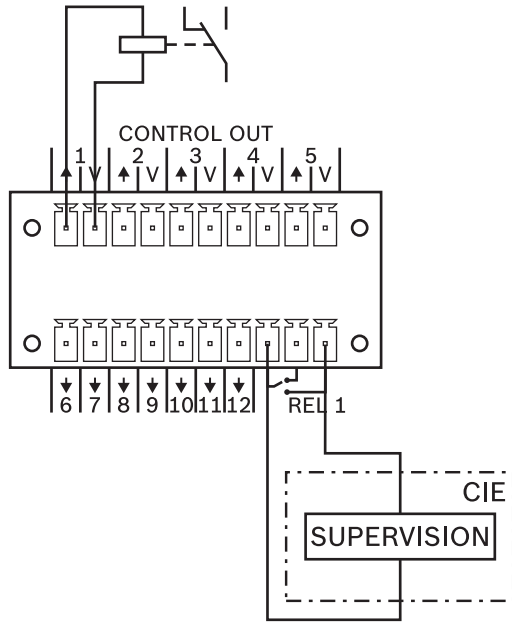 CONTROL OUT
1 2 3 4 5
V V V V V
6 7 8 9 10 11 12 REL 1
CIE
SUPERVISION